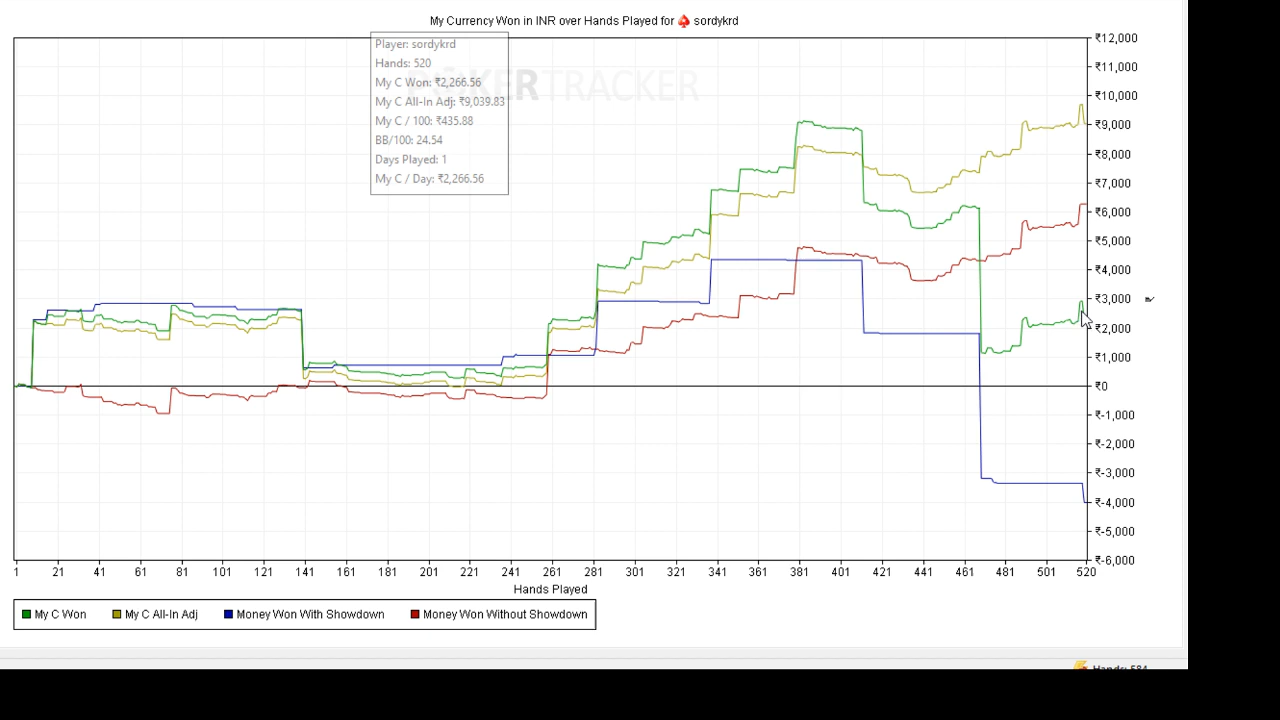 My Currency Won in INR over Hands Played for sordykrd
POKERTRACKER
Player: sordykrd
Hands: 520
My C Won: ₹2,266.56
My C All-In Adj: ₹9,039.83
My C / 100: ₹435.88
BB/100: 24.54
Days Played: 1
My C / Day: ₹2,266.56
₹12,000
₹11,000
₹10,000
₹9,000
₹8,000
₹7,000
₹6,000
₹5,000
₹4,000
₹3,000
₹2,000
₹1,000
₹0
₹-1,000
₹-2,000
₹-3,000
₹-4,000
₹-5,000
₹-6,000
1 21 41 61 81 101 121 141 161 181 201 221 241 261 281 301 321 341 361 381 401 421 441 461 481 501 520
Hands Played
My C Won My C All-In Adj Money Won With Showdown Money Won Without Showdown
Hands: 584